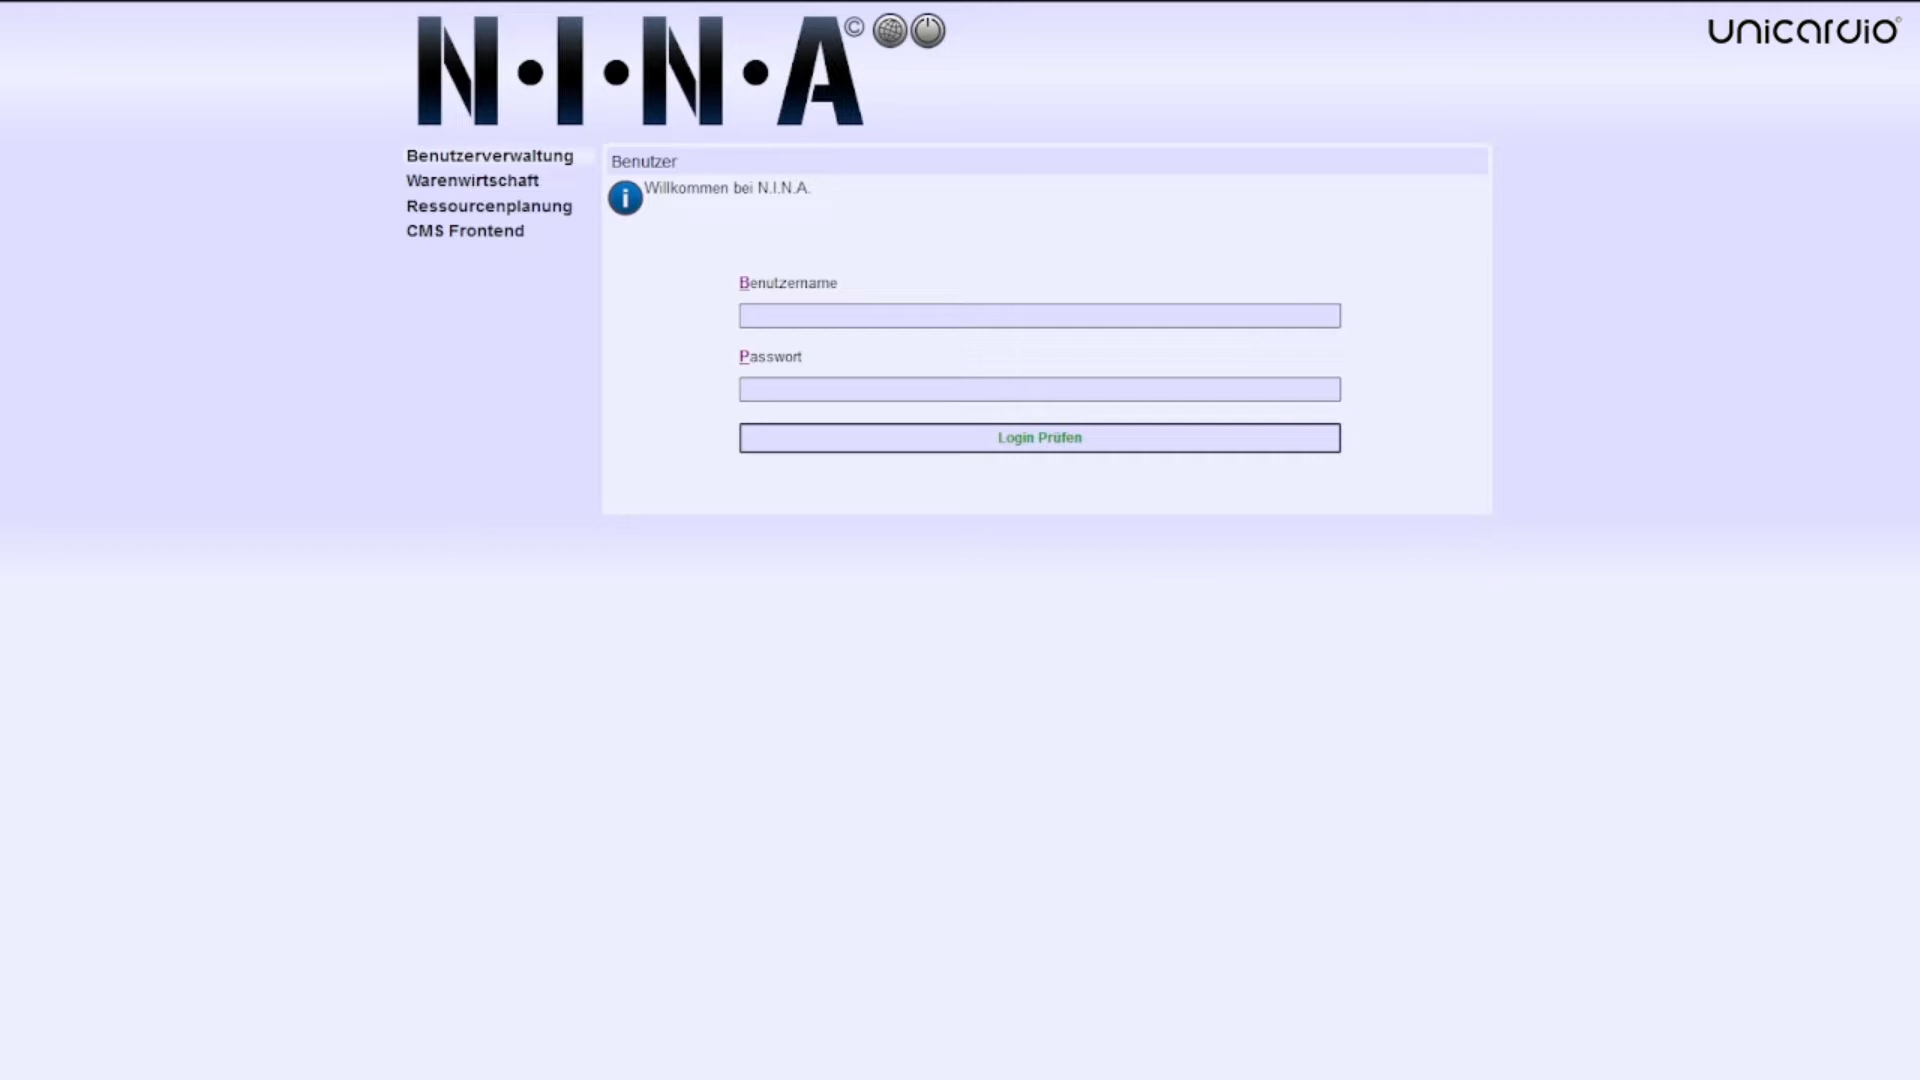 N·I·N·A©
unicardio©
Benutzerverwaltung
Warenwirtschaft
Ressourcenplanung
CMS Frontend
Benutzer
Willkommen bei N.I.N.A.
Benutzername
Passwort
Login Prüfen